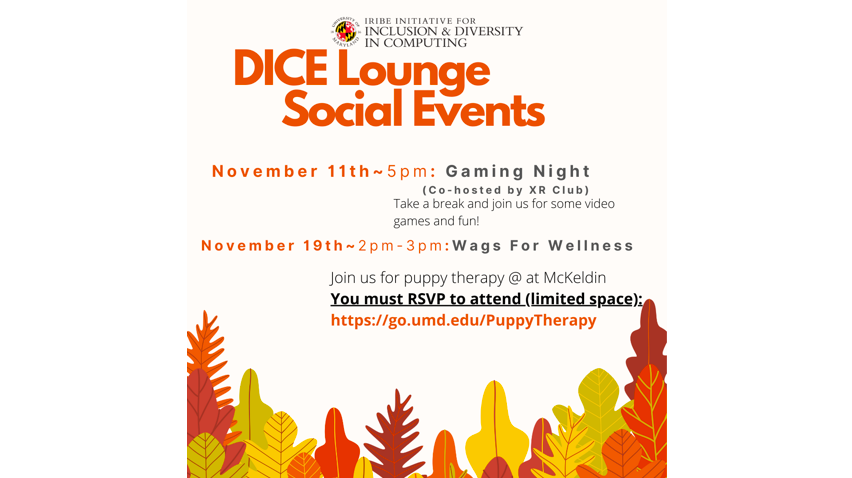 UNIVERSITY OF
MARYLAND
IRIBE INITIATIVE FOR
INCLUSION & DIVERSITY
IN COMPUTING
DICE Lounge
Social Events
November 11th~5pm: Gaming Night
(Co-hosted by XR Club)
Take a break and join us for some video
games and fun!
November 19th~2pm-3pm:Wags For Wellness
Join us for puppy therapy @ at McKeldin
You must RSVP to attend (limited space):
https://go.umd.edu/PuppyTherapy